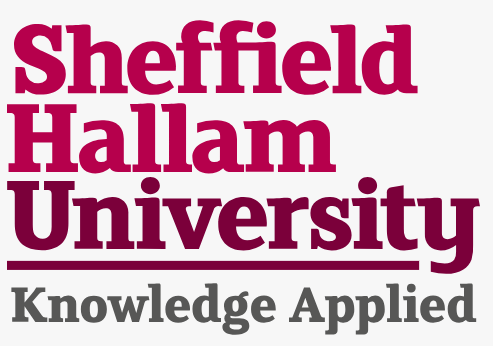 Sheffield
Hallam
University
Knowledge Applied